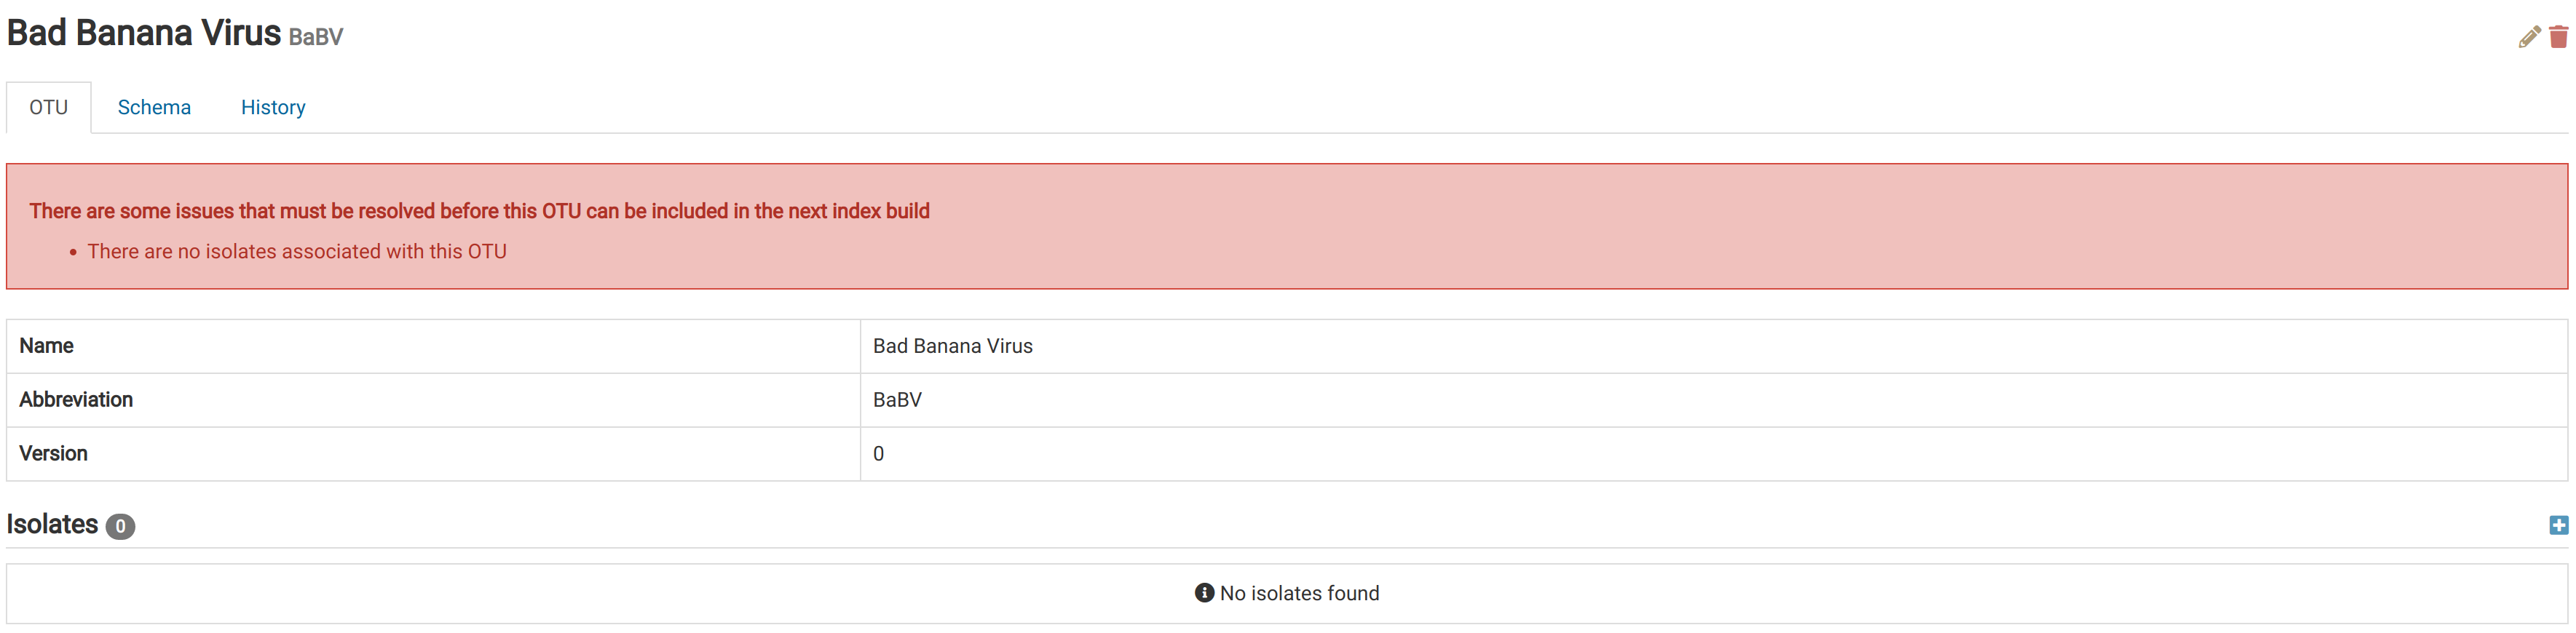 Bad Banana Virus BaBV
OTU Schema History
There are some issues that must be resolved before this OTU can be included in the next index build
• There are no isolates associated with this OTU
Name Bad Banana Virus
Abbreviation BaBV
Version 0
Isolates 0
No isolates found